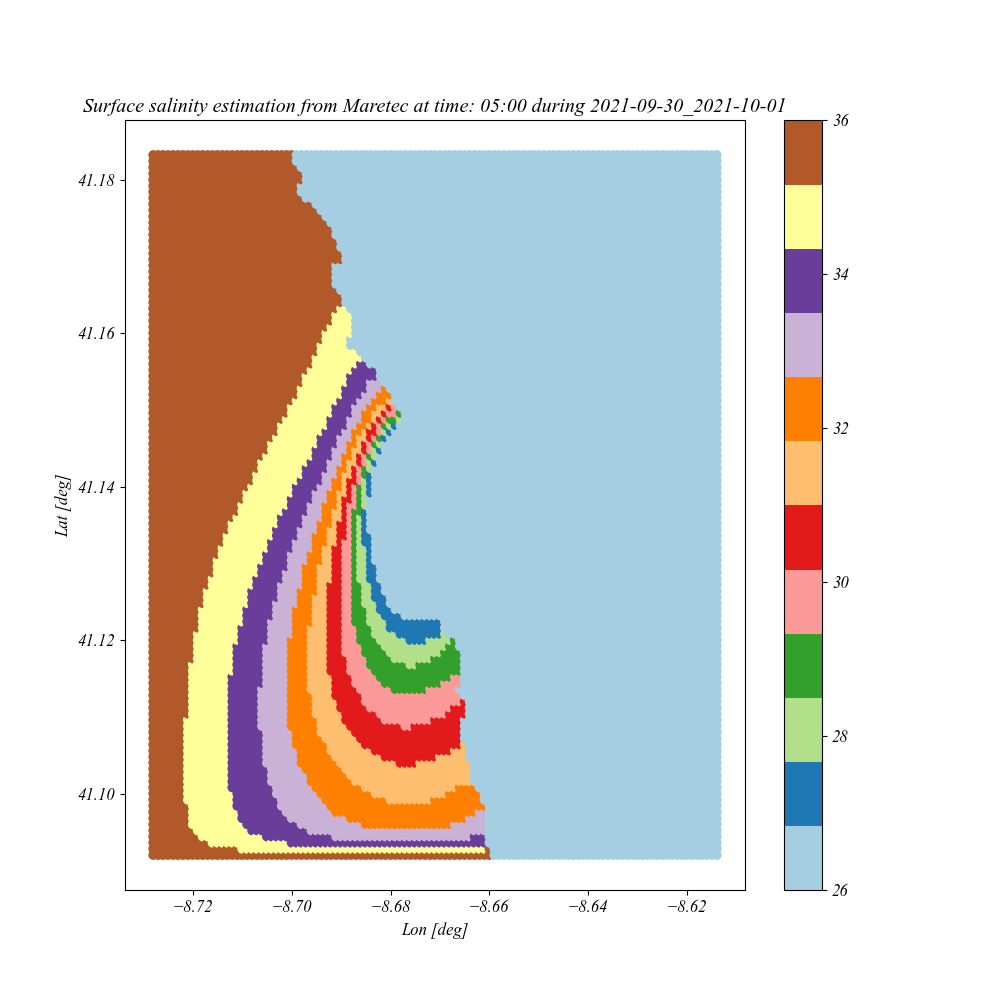 Surface salinity estimation from Maretec at time: 05:00 during 2021-09-30_2021-10-01
36
41.18
34
41.16
32
Lat [deg]
41.14
30
41.12
28
41.10
26
−8.72 −8.70 −8.68 −8.66 −8.64 −8.62
Lon [deg]